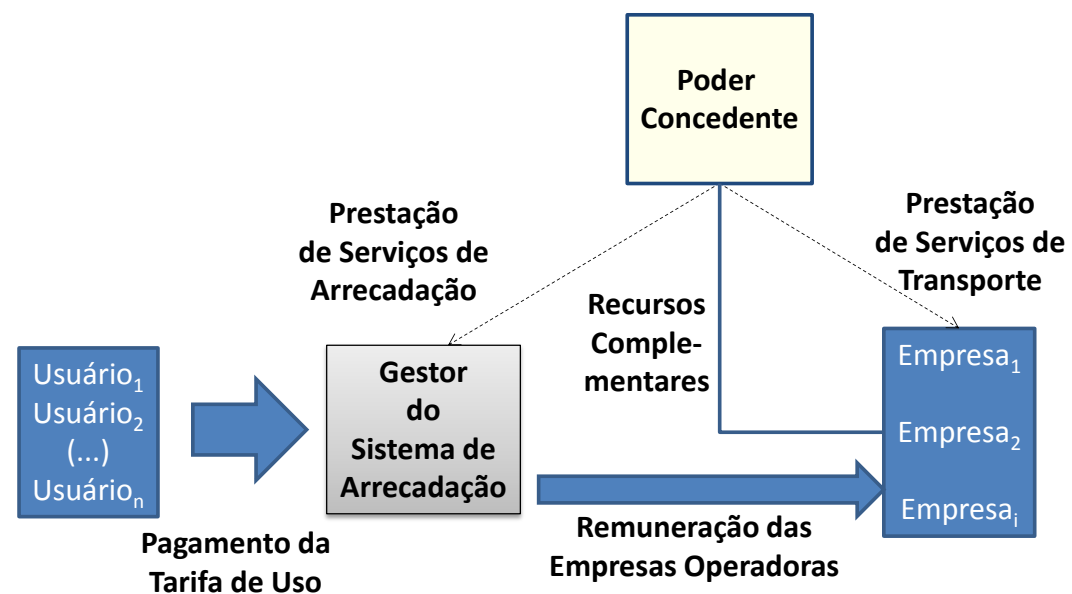 Poder
Concedente
Prestação
de Serviços de
Arrecadação
Prestação
de Serviços de
Transporte
Recursos
Comple-
mentares
Usuário₁
Usuário₂
(...)
Usuárioₙ
Gestor
do
Sistema de
Arrecadação
Empresa₁
Empresa₂
Empresaᵢ
Pagamento da
Tarifa de Uso
Remuneração das
Empresas Operadoras